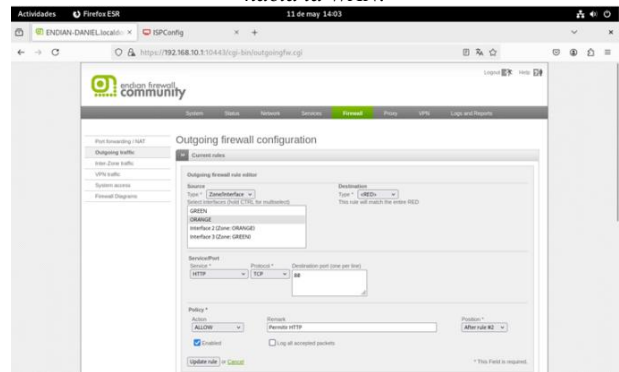 Actividades Firefox ESR 11 de may 14:03
ENDIAN-DANIEL.localdo × ISPConfig × +
https://192.168.10.1:10443/cgi-bin/outgoingfw.cgi
Logout Help
endian firewall
community
System Status Network Services Firewall Proxy VPN Logs and Reports
Port forwarding / NAT
Outgoing traffic
Inter-Zone traffic
VPN traffic
System access
Firewall Diagrams
Outgoing firewall configuration
Current rules
Outgoing firewall rule editor
Source Destination
Type * Zone/Interface Type * <RED>
Select interfaces (hold CTRL for multiselect) This rule will match the entire RED
GREEN
ORANGE
Interface 2 (Zone: ORANGE)
Interface 3 (Zone: GREEN)
Service/Port
Service * Protocol * Destination port (one per line)
HTTP TCP 80
Policy *
Action Remark Position *
ALLOW Permite HTTP After rule #2
Enabled Log all accepted packets
Update rule or Cancel * This Field is required.